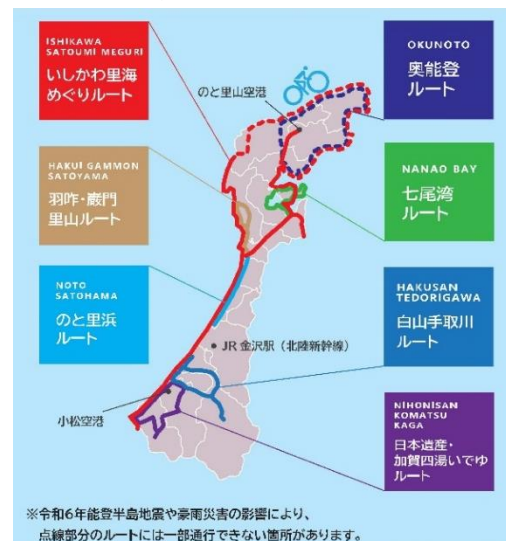 ISHIKAWA
SATOUMI MEGURI
いしかわ里海
めぐりルート
OKUNOTO
奥能登
ルート
のと里山空港
HAKUI GAMMON
SATOYAMA
羽咋・巌門
里山ルート
NANAO BAY
七尾湾
ルート
NOTO
SATOHAMA
のと里浜
ルート
HAKUSAN
TEDORIGAWA
白山手取川
ルート
JR 金沢駅（北陸新幹線）
小松空港
NIHONISAN
KOMATSU
KAGA
日本遺産・
加賀四湯いでゆ
ルート
※令和6年能登半島地震や豪雨災害の影響により、
点線部分のルートには一部通行できない箇所があります。